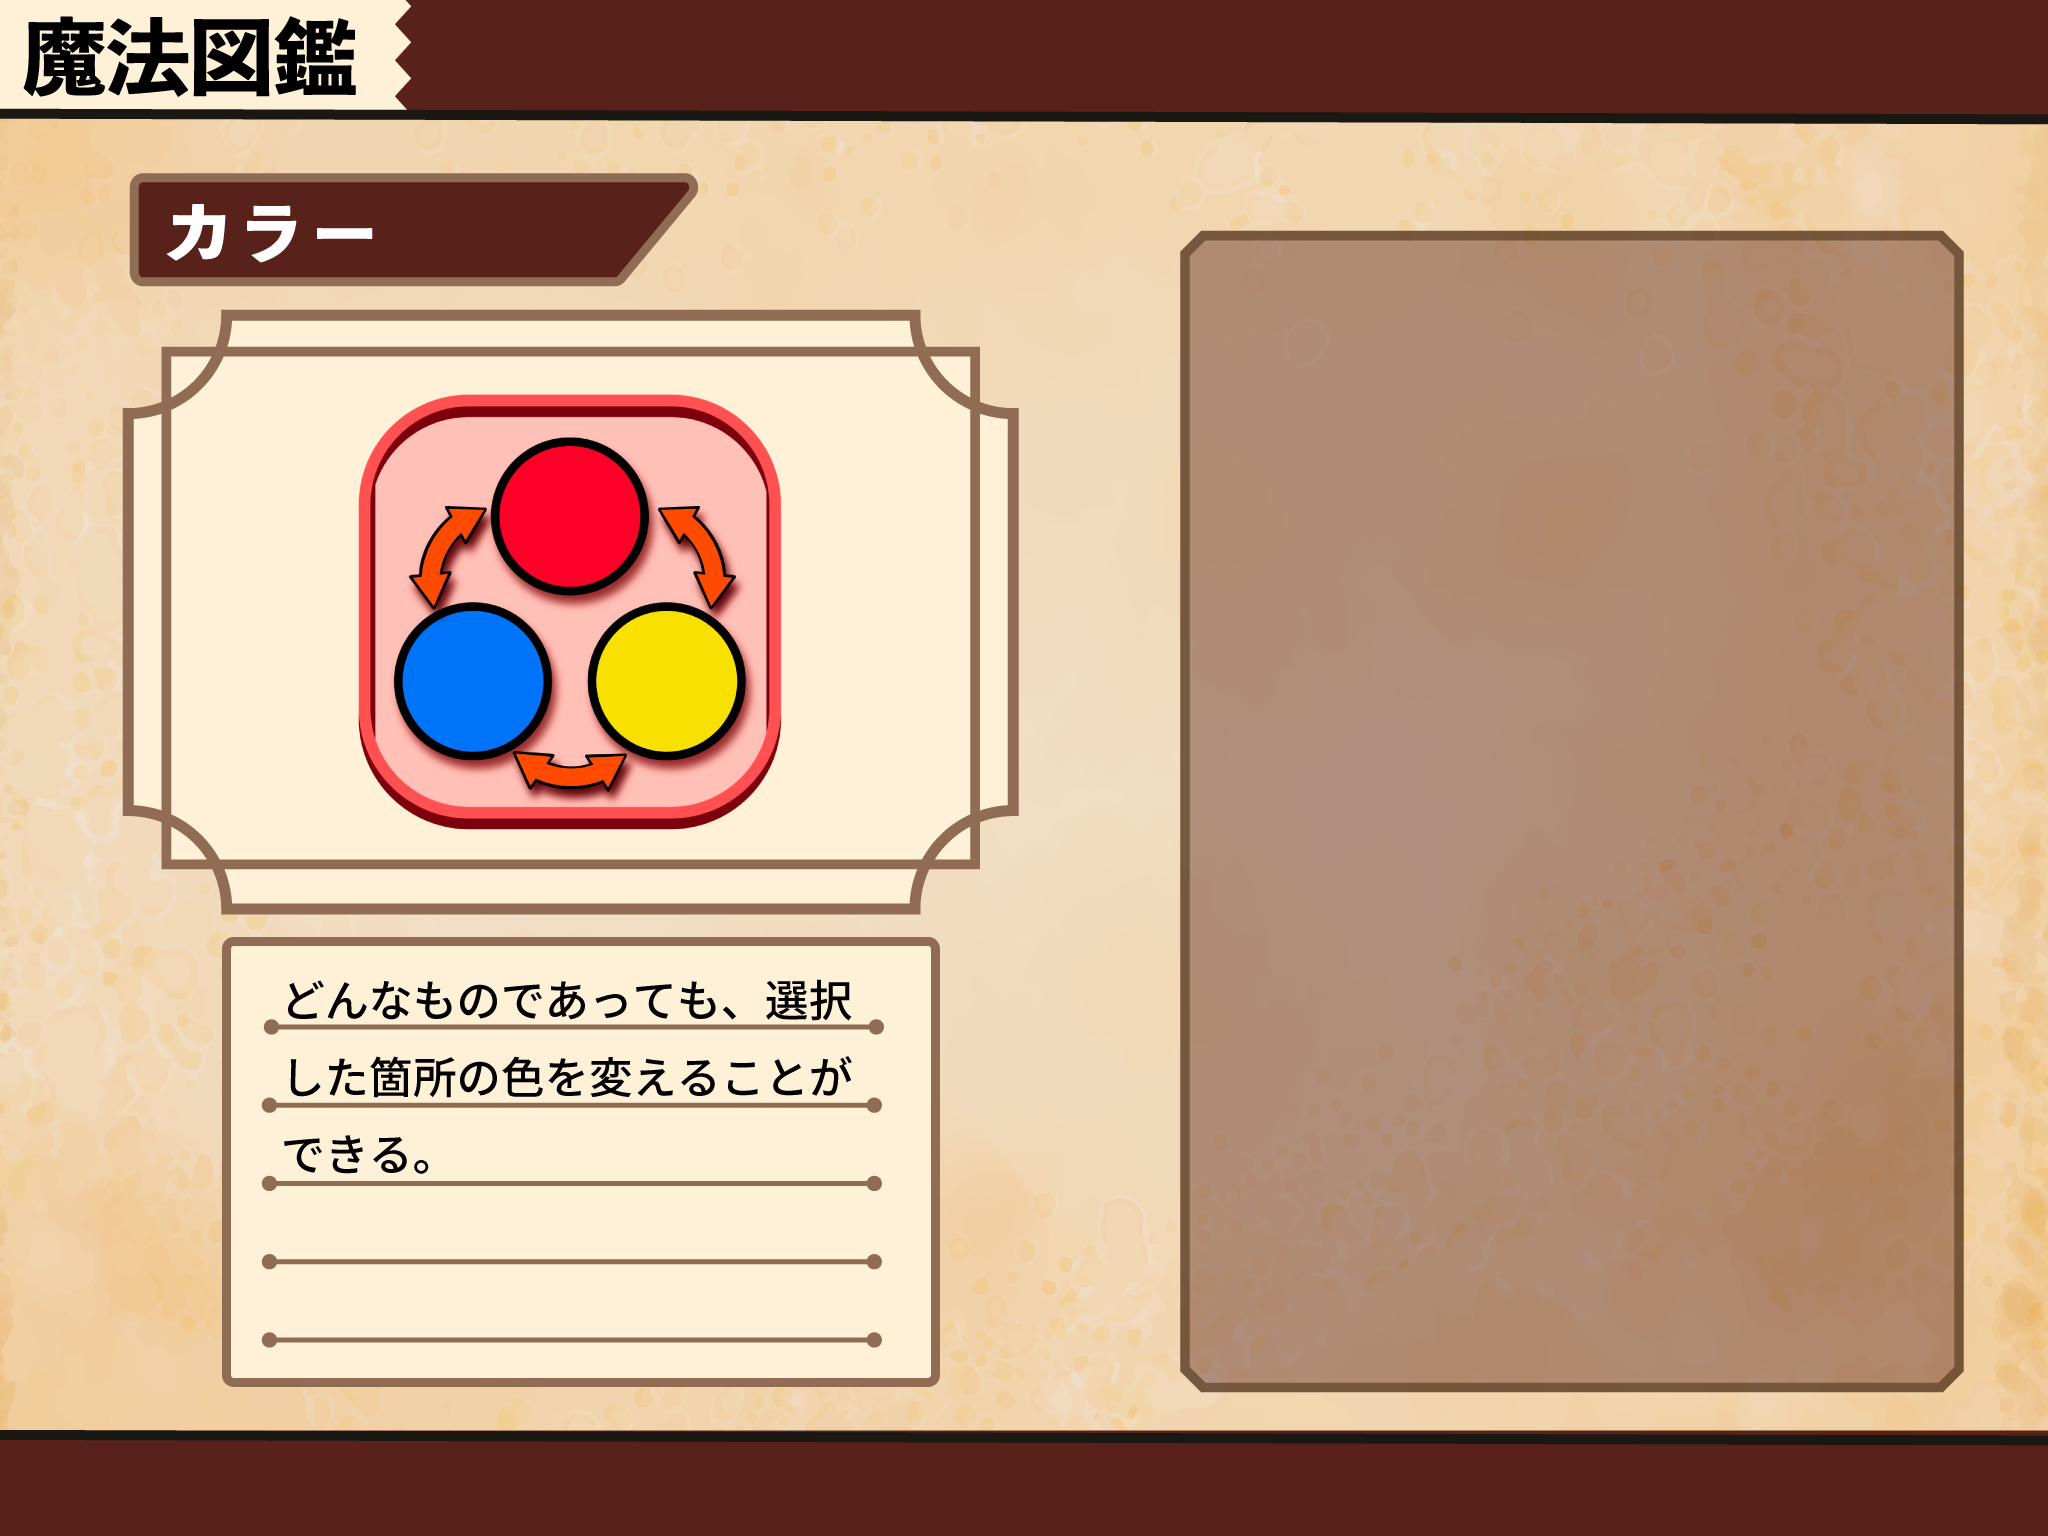 魔法図鑑
カラー
どんなものであっても、選択
した箇所の色を変えることが
できる。